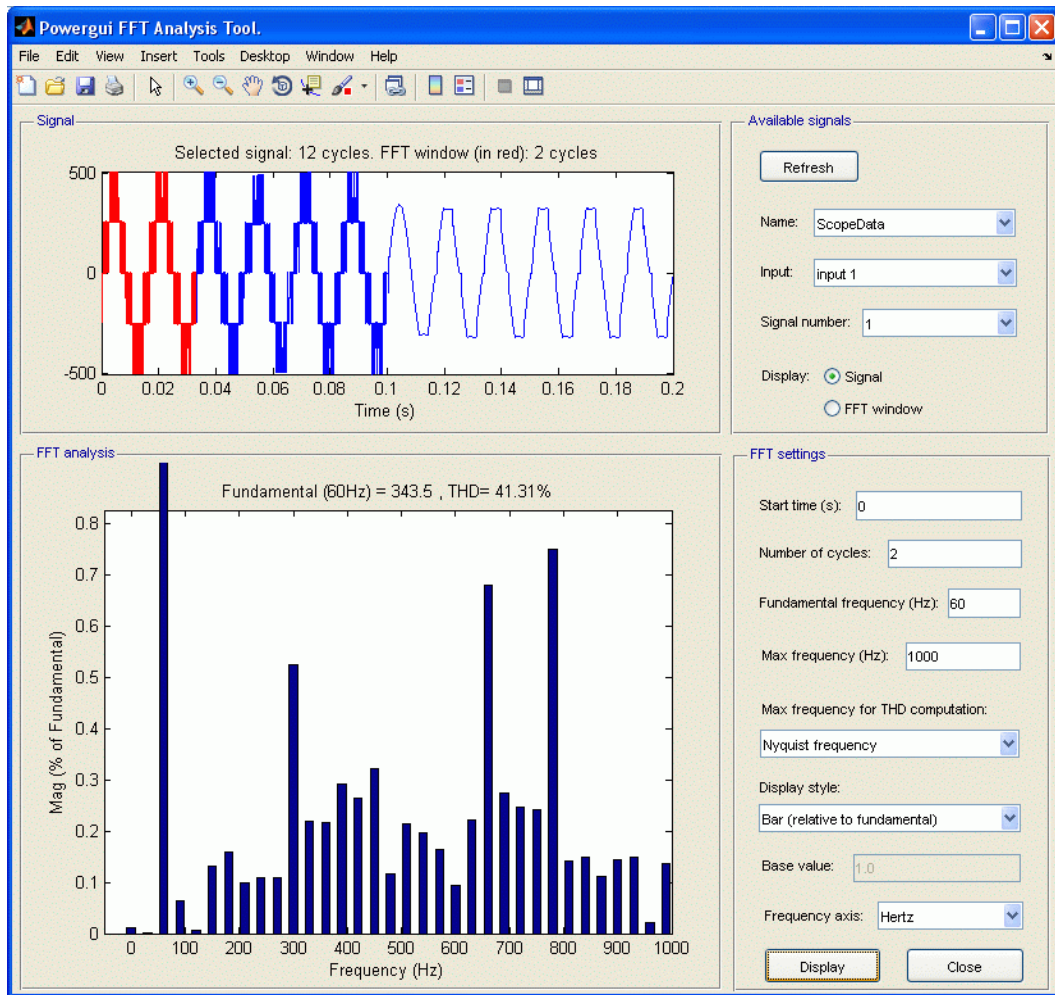 Powergui FFT Analysis Tool.
File Edit View Insert Tools Desktop Window Help
Signal
Selected signal: 12 cycles. FFT window (in red): 2 cycles
500
0
-500
0 0.02 0.04 0.06 0.08 0.1 0.12 0.14 0.16 0.18 0.2
Time (s)
Available signals
Refresh
Name: ScopeData
Input: input 1
Signal number: 1
Display: Signal
FFT window
FFT analysis
Fundamental (60Hz) = 343.5 , THD= 41.31%
0.8
0.7
0.6
0.5
0.4
0.3
0.2
0.1
0
Mag (% of Fundamental)
0 100 200 300 400 500 600 700 800 900 1000
Frequency (Hz)
FFT settings
Start time (s): 0
Number of cycles: 2
Fundamental frequency (Hz): 60
Max frequency (Hz): 1000
Max frequency for THD computation:
Nyquist frequency
Display style:
Bar (relative to fundamental)
Base value: 1.0
Frequency axis: Hertz
Display Close